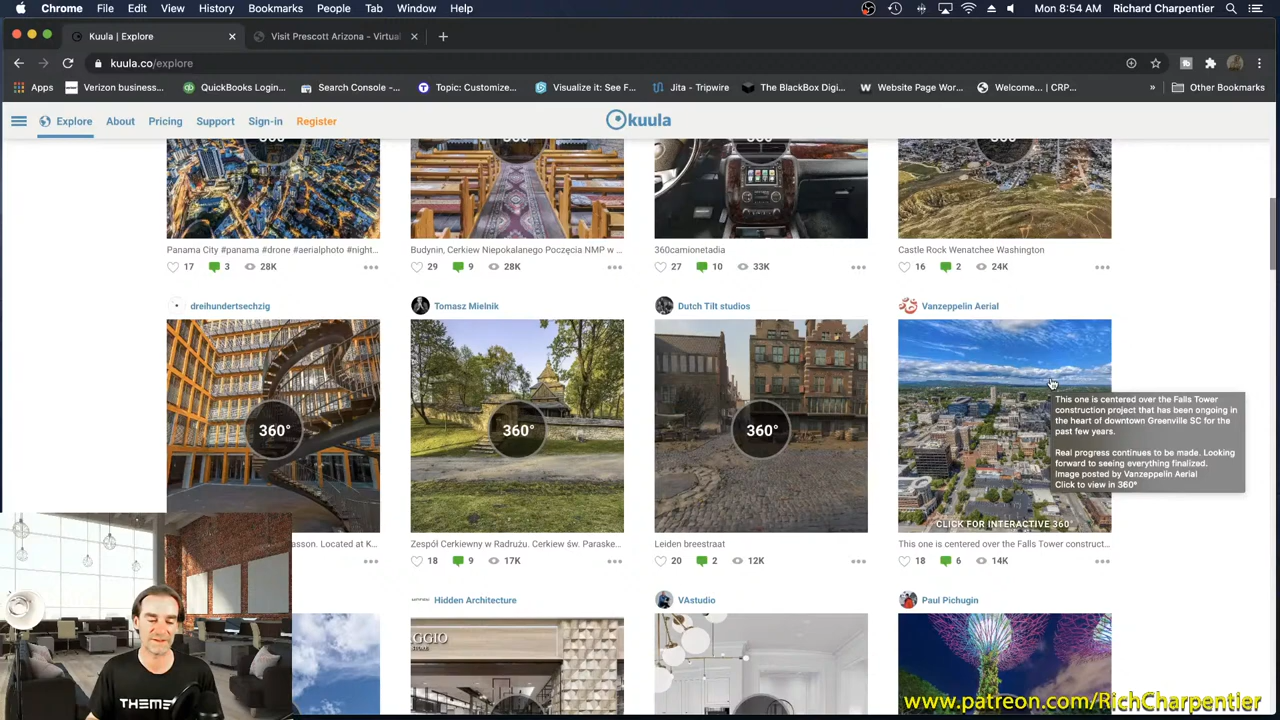 Chrome File Edit View History Bookmarks People Tab Window Help
Mon 8:54 AM Richard Charpentier
Kuula | Explore
Visit Prescott Arizona - Virtual
kuula.co/explore
Apps
Verizon business...
QuickBooks Login...
Search Console -...
Topic: Customize...
Visualize it: See F...
Jira - Tripwire
The BlackBox Digi...
Website Page Wor...
Welcome... | CRP...
»
Other Bookmarks
Explore About Pricing Support Sign-in Register
kuula
360°
360°
360°
360°
Panama City #panama #drone #aerialphoto #night...
17 3 28K
Budynin, Cerkiew Niepokalanego Poczęcia NMP w ...
29 9 28K
360camionetadia
27 10 33K
Castle Rock Wenatchee Washington
16 2 24K
dreihundertsechzig
Tomasz Mielnik
Dutch Tilt studios
Vanzeppelin Aerial
360°
360°
360°
This one is centered over the Falls Tower
construction project that has been ongoing in
the heart of downtown Greenville SC for the
past few years.
Real progress continues to be made. Looking
forward to seeing everything finalized.
Image posted by Vanzeppelin Aerial
Click to view in 360°
CLICK FOR INTERACTIVE 360°
asson. Located at K...
Zespół Cerkiewny w Radrużu. Cerkiew św. Paraske...
18 9 17K
Leiden breestraat
20 2 12K
This one is centered over the Falls Tower construct...
18 6 14K
Hidden Architecture
VAstudio
Paul Pichugin
GGIO
THEME
www.patreon.com/RichCharpentier